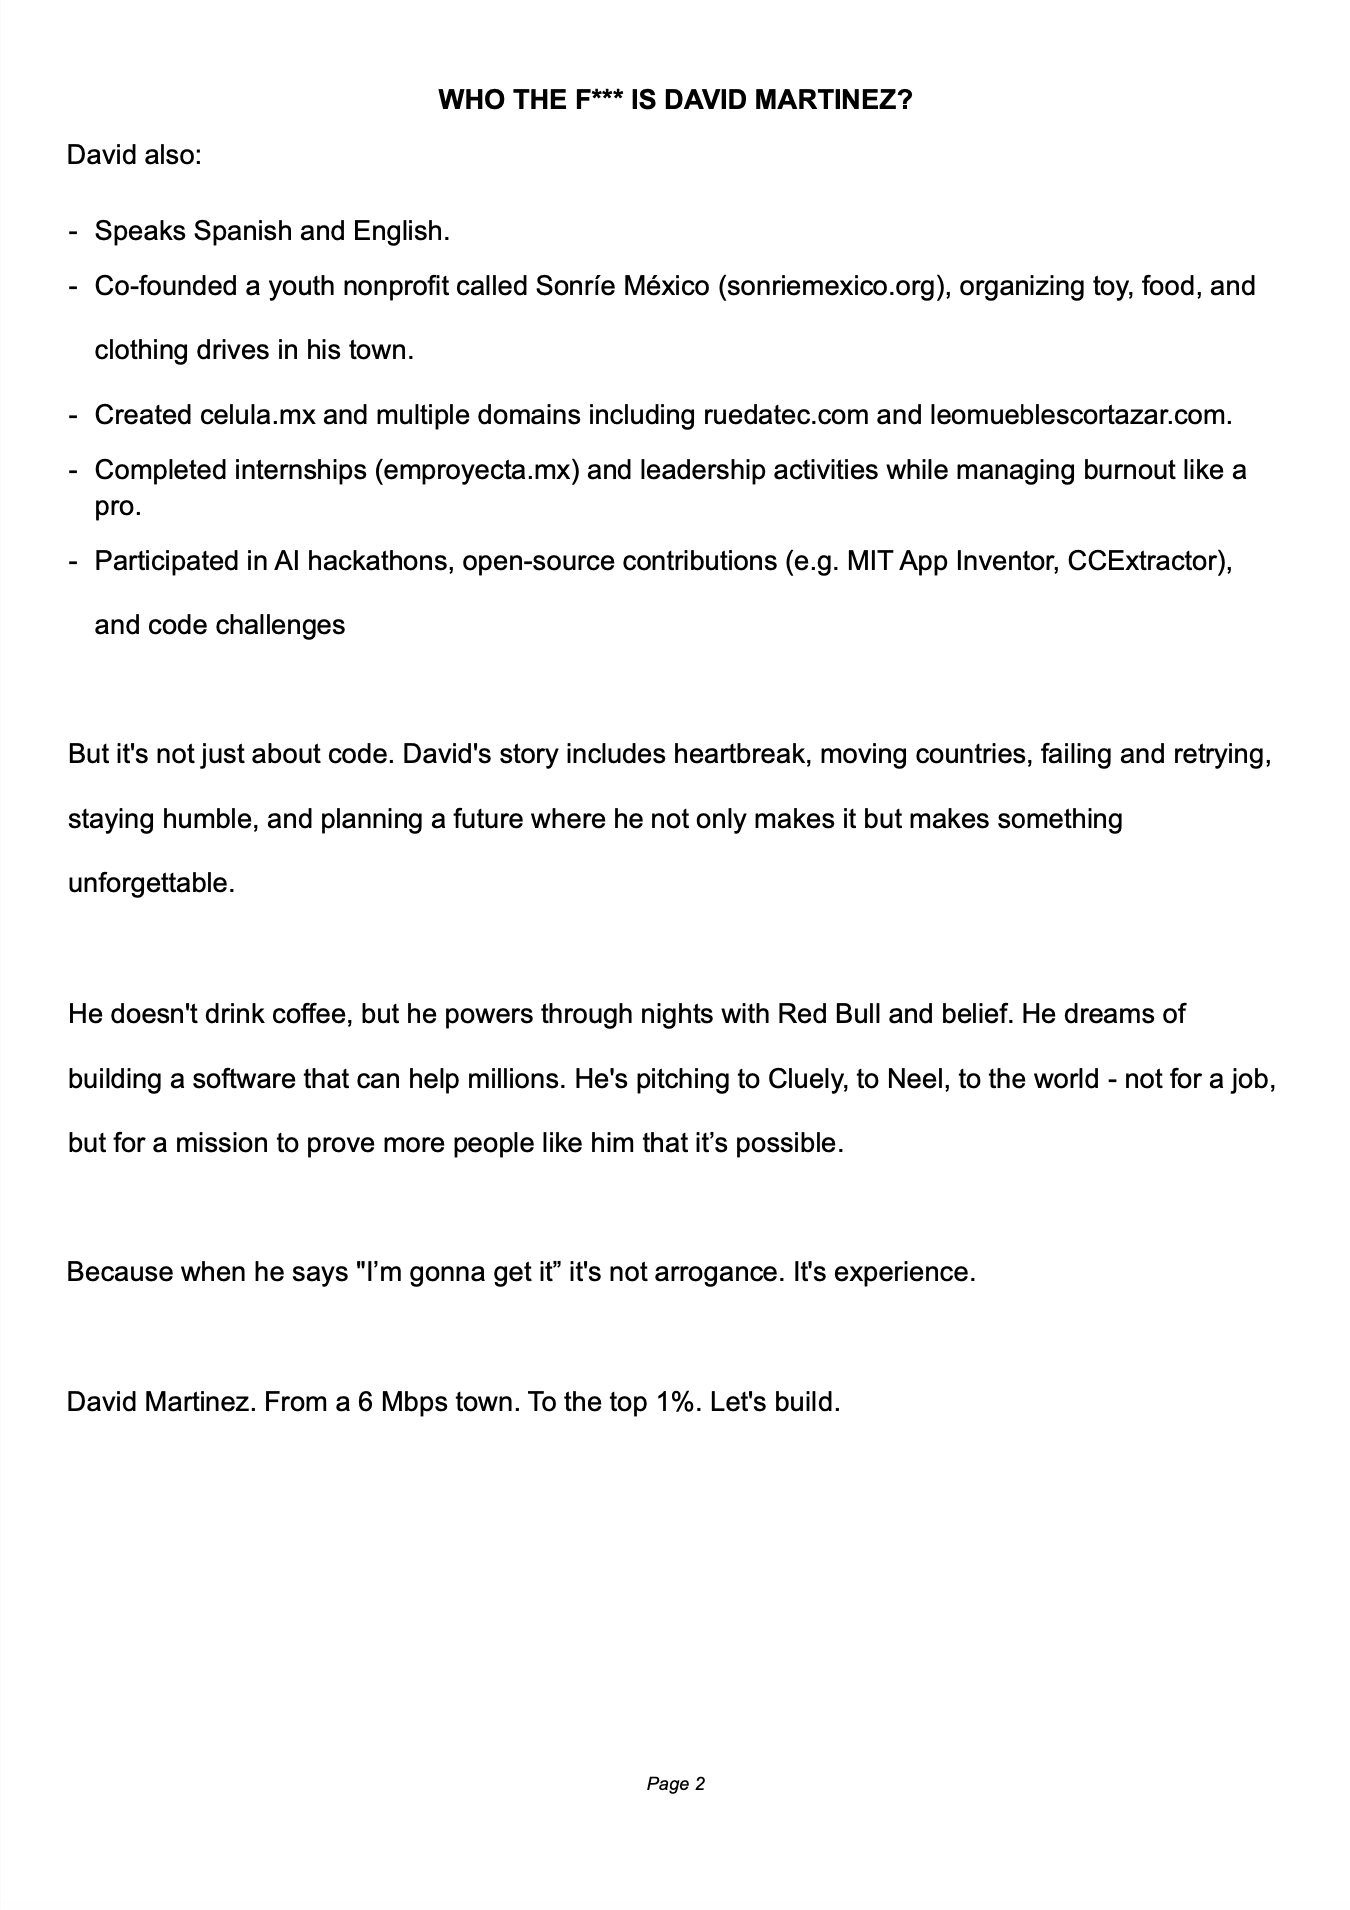 WHO THE F*** IS DAVID MARTINEZ?
David also:
- Speaks Spanish and English.
- Co-founded a youth nonprofit called Sonríe México (sonriemexico.org), organizing toy, food, and
clothing drives in his town.
- Created celula.mx and multiple domains including ruedatec.com and leomueblescortazar.com.
- Completed internships (emproyecta.mx) and leadership activities while managing burnout like a
pro.
- Participated in AI hackathons, open-source contributions (e.g. MIT App Inventor, CCExtractor),
and code challenges
But it's not just about code. David's story includes heartbreak, moving countries, failing and retrying,
staying humble, and planning a future where he not only makes it but makes something
unforgettable.
He doesn't drink coffee, but he powers through nights with Red Bull and belief. He dreams of
building a software that can help millions. He's pitching to Cluely, to Neel, to the world - not for a job,
but for a mission to prove more people like him that it’s possible.
Because when he says "I’m gonna get it” it's not arrogance. It's experience.
David Martinez. From a 6 Mbps town. To the top 1%. Let's build.
Page 2